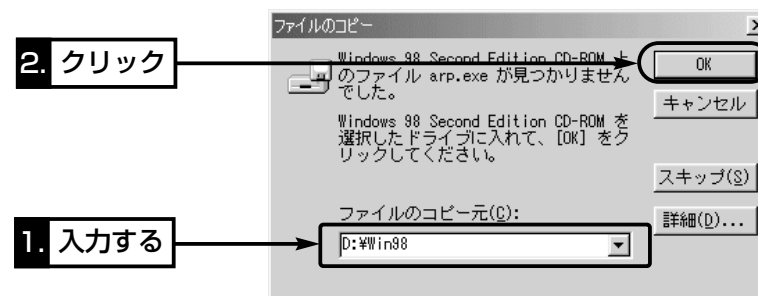 ファイルのコピー
2. クリック
Windows 98 Second Edition CD-ROM 上
のファイル arp.exe が見つかりません
でした。
OK
キャンセル
Windows 98 Second Edition CD-ROM を
選択したドライブに入れて、[OK] をク
リックしてください。
スキップ(S)
ファイルのコピー元(C):
詳細(D)...
1. 入力する
D:¥Win98